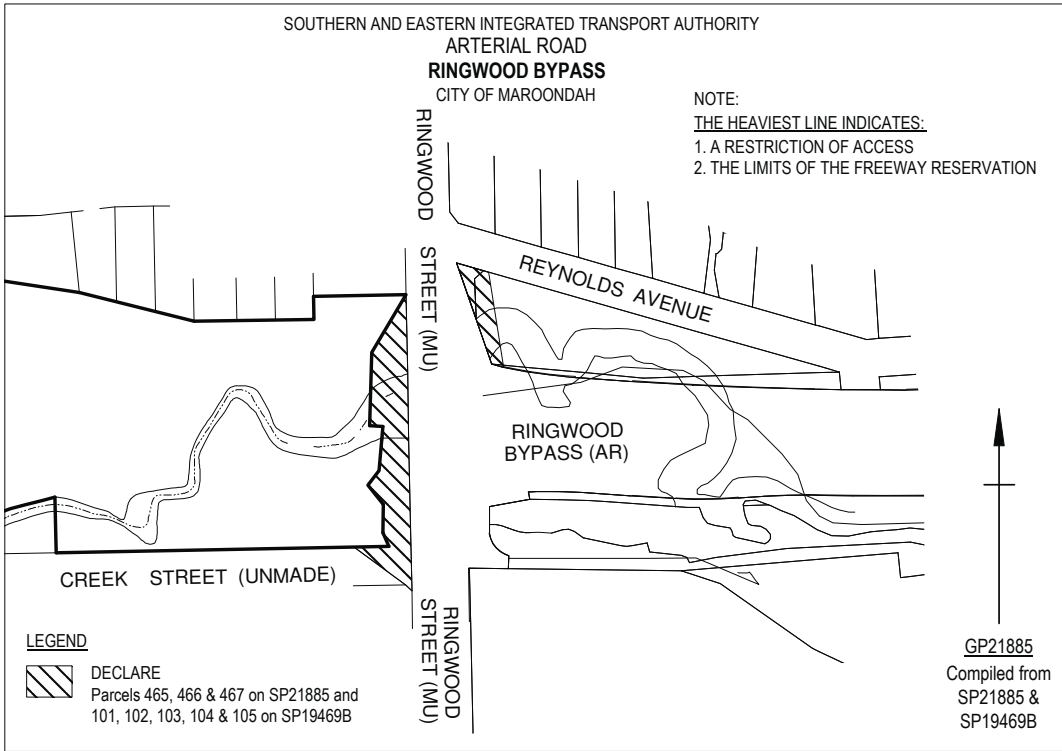 SOUTHERN AND EASTERN INTEGRATED TRANSPORT AUTHORITY
ARTERIAL ROAD
RINGWOOD BYPASS
CITY OF MAROONDAH
NOTE:
THE HEAVIEST LINE INDICATES:
1. A RESTRICTION OF ACCESS
2. THE LIMITS OF THE FREEWAY RESERVATION
RINGWOOD
STREET (MU)
REYNOLDS AVENUE
RINGWOOD
BYPASS (AR)
CREEK STREET (UNMADE)
RINGWOOD
STREET (MU)
LEGEND
DECLARE
Parcels 465, 466 & 467 on SP21885 and
101, 102, 103, 104 & 105 on SP19469B
GP21885
Compiled from
SP21885 &
SP19469B